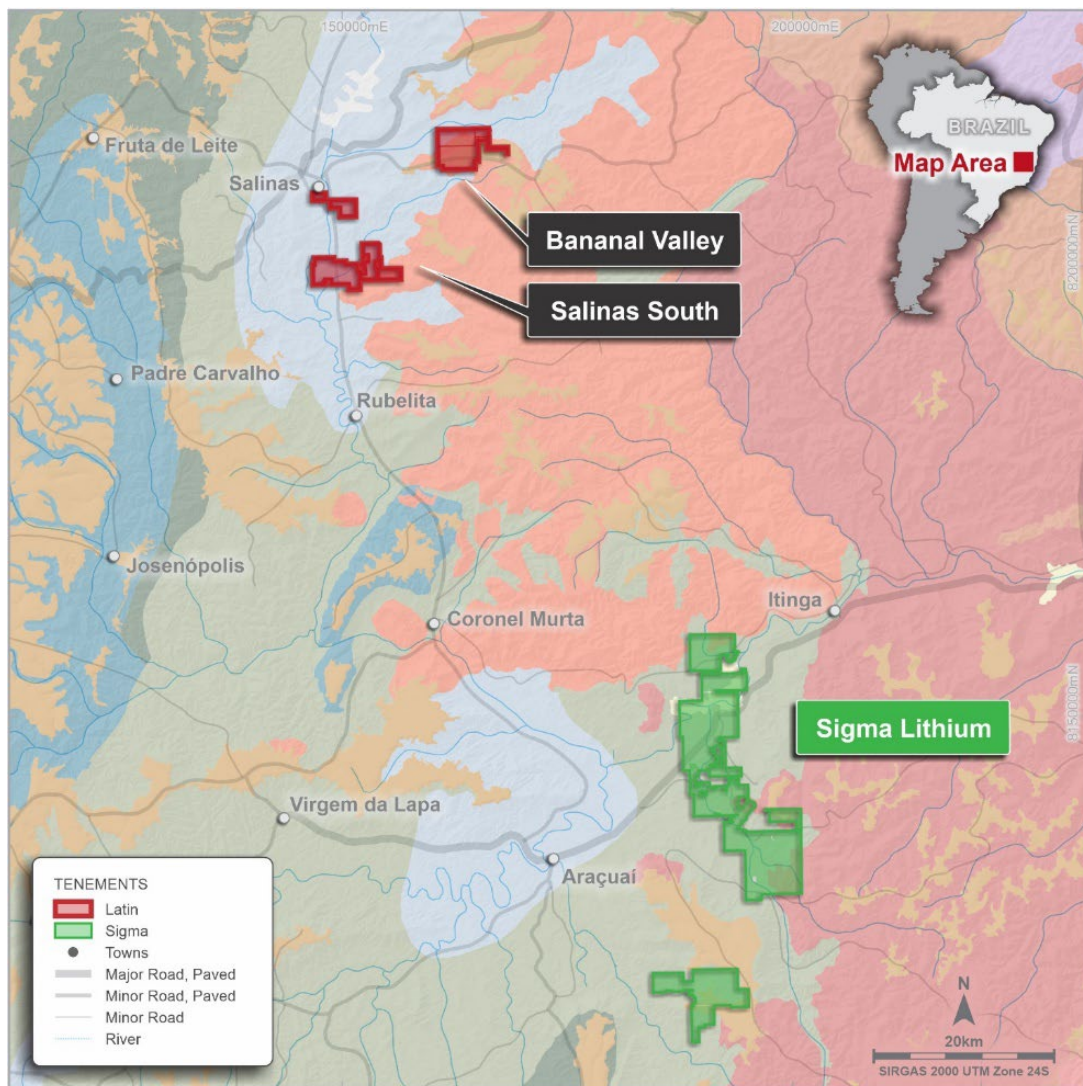 150000mE
200000mE
Fruta de Leite
BRAZIL
Map Area
Salinas
Bananal Valley
8200000mN
Salinas South
Padre Carvalho
Rubelita
Josenópolis
Itinga
Coronel Murta
8150000mN
Sigma Lithium
Virgem da Lapa
Araçuaí
TENEMENTS
Latin
Sigma
Towns
Major Road, Paved
Minor Road, Paved
Minor Road
River
N
20km
SIRGAS 2000 UTM Zone 24S